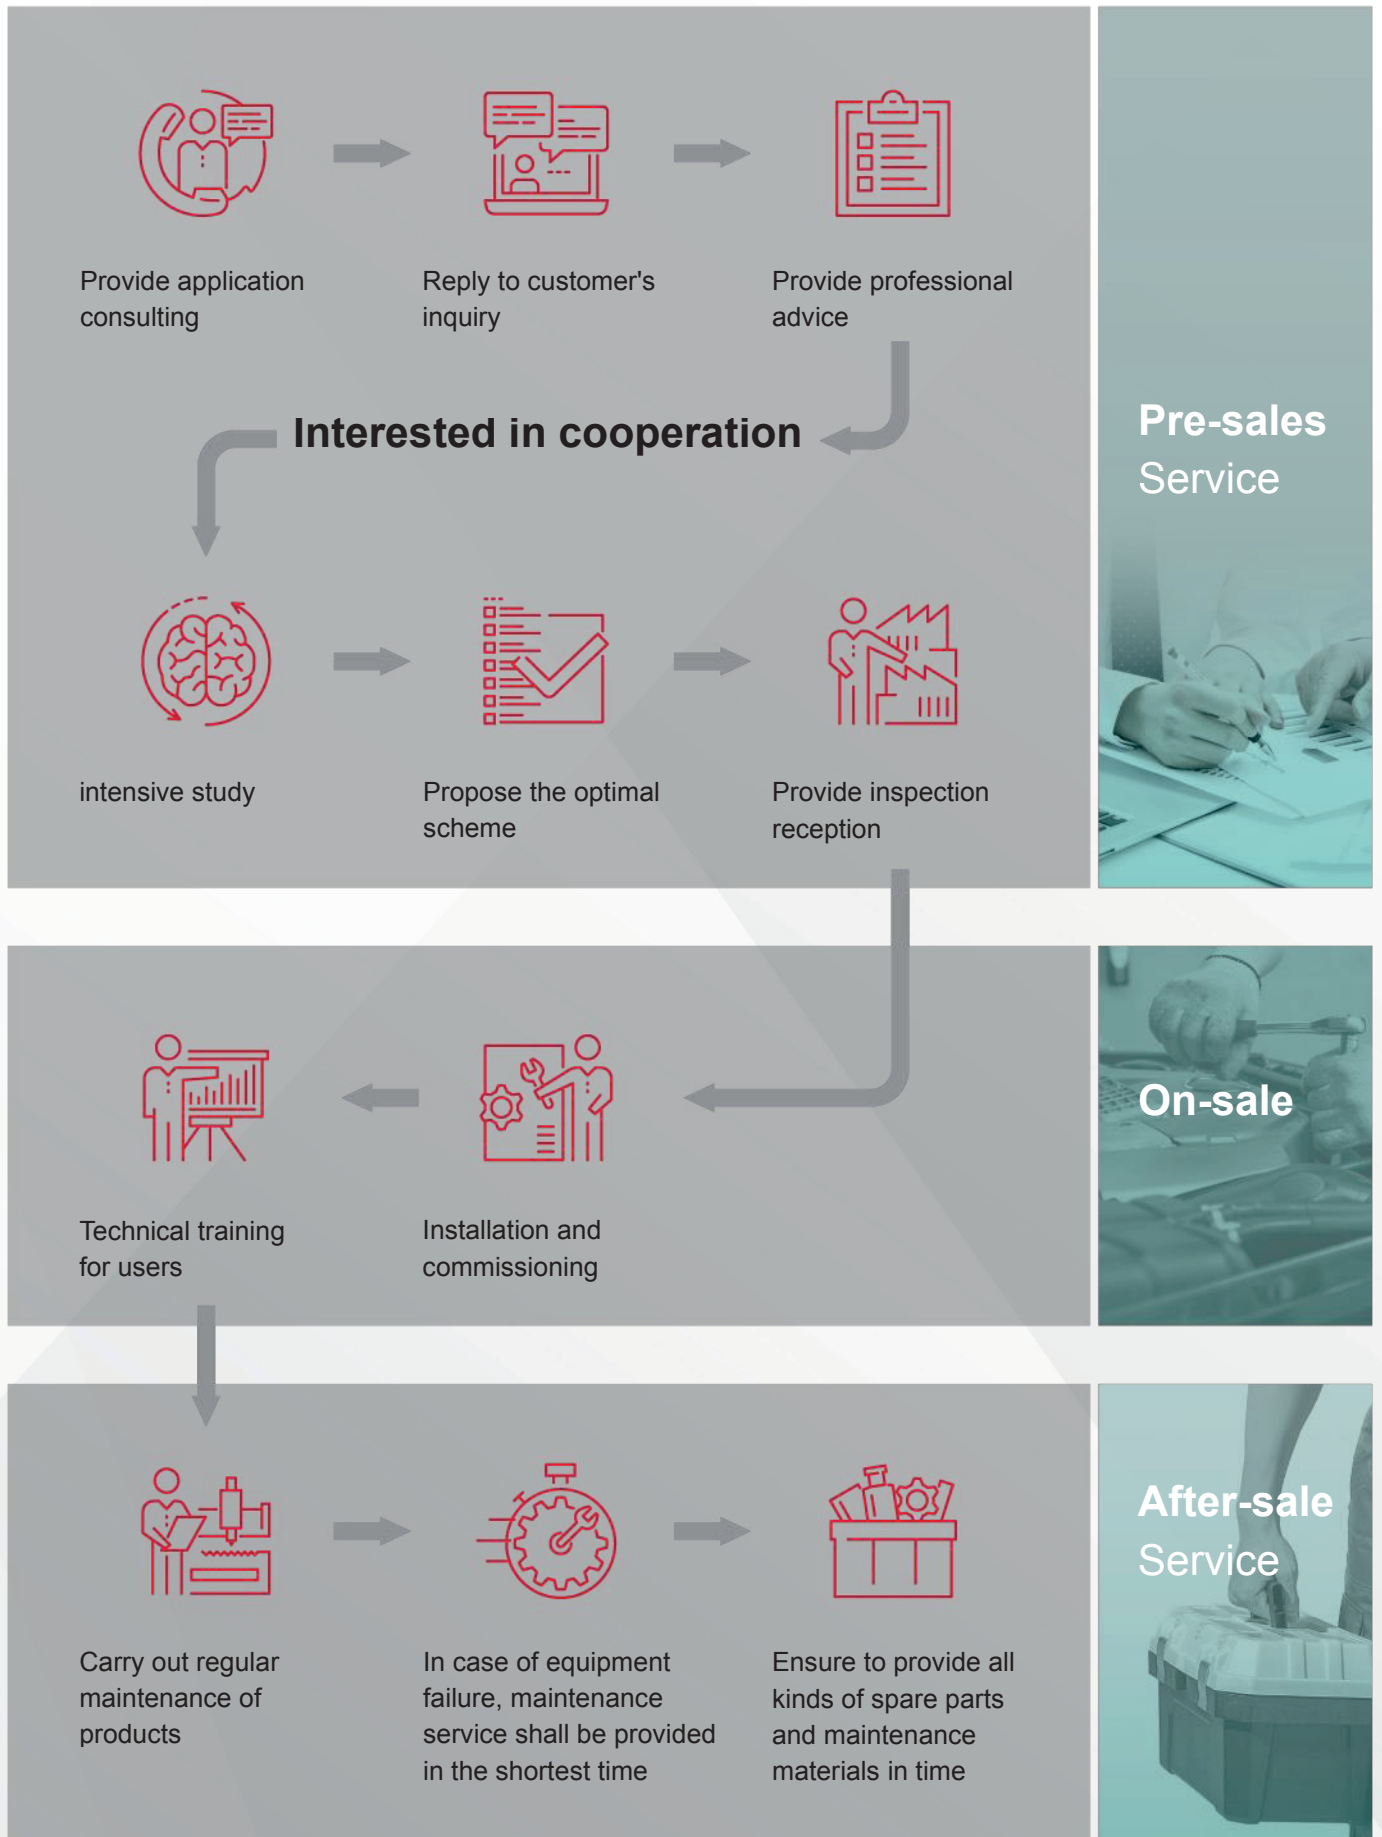 Provide application
consulting
Reply to customer's
inquiry
Provide professional
advice
Interested in cooperation
Pre-sales
Service
intensive study
Propose the optimal
scheme
Provide inspection
reception
On-sale
Technical training
for users
Installation and
commissioning
After-sale
Service
Carry out regular
maintenance of
products
In case of equipment
failure, maintenance
service shall be provided
in the shortest time
Ensure to provide all
kinds of spare parts
and maintenance
materials in time